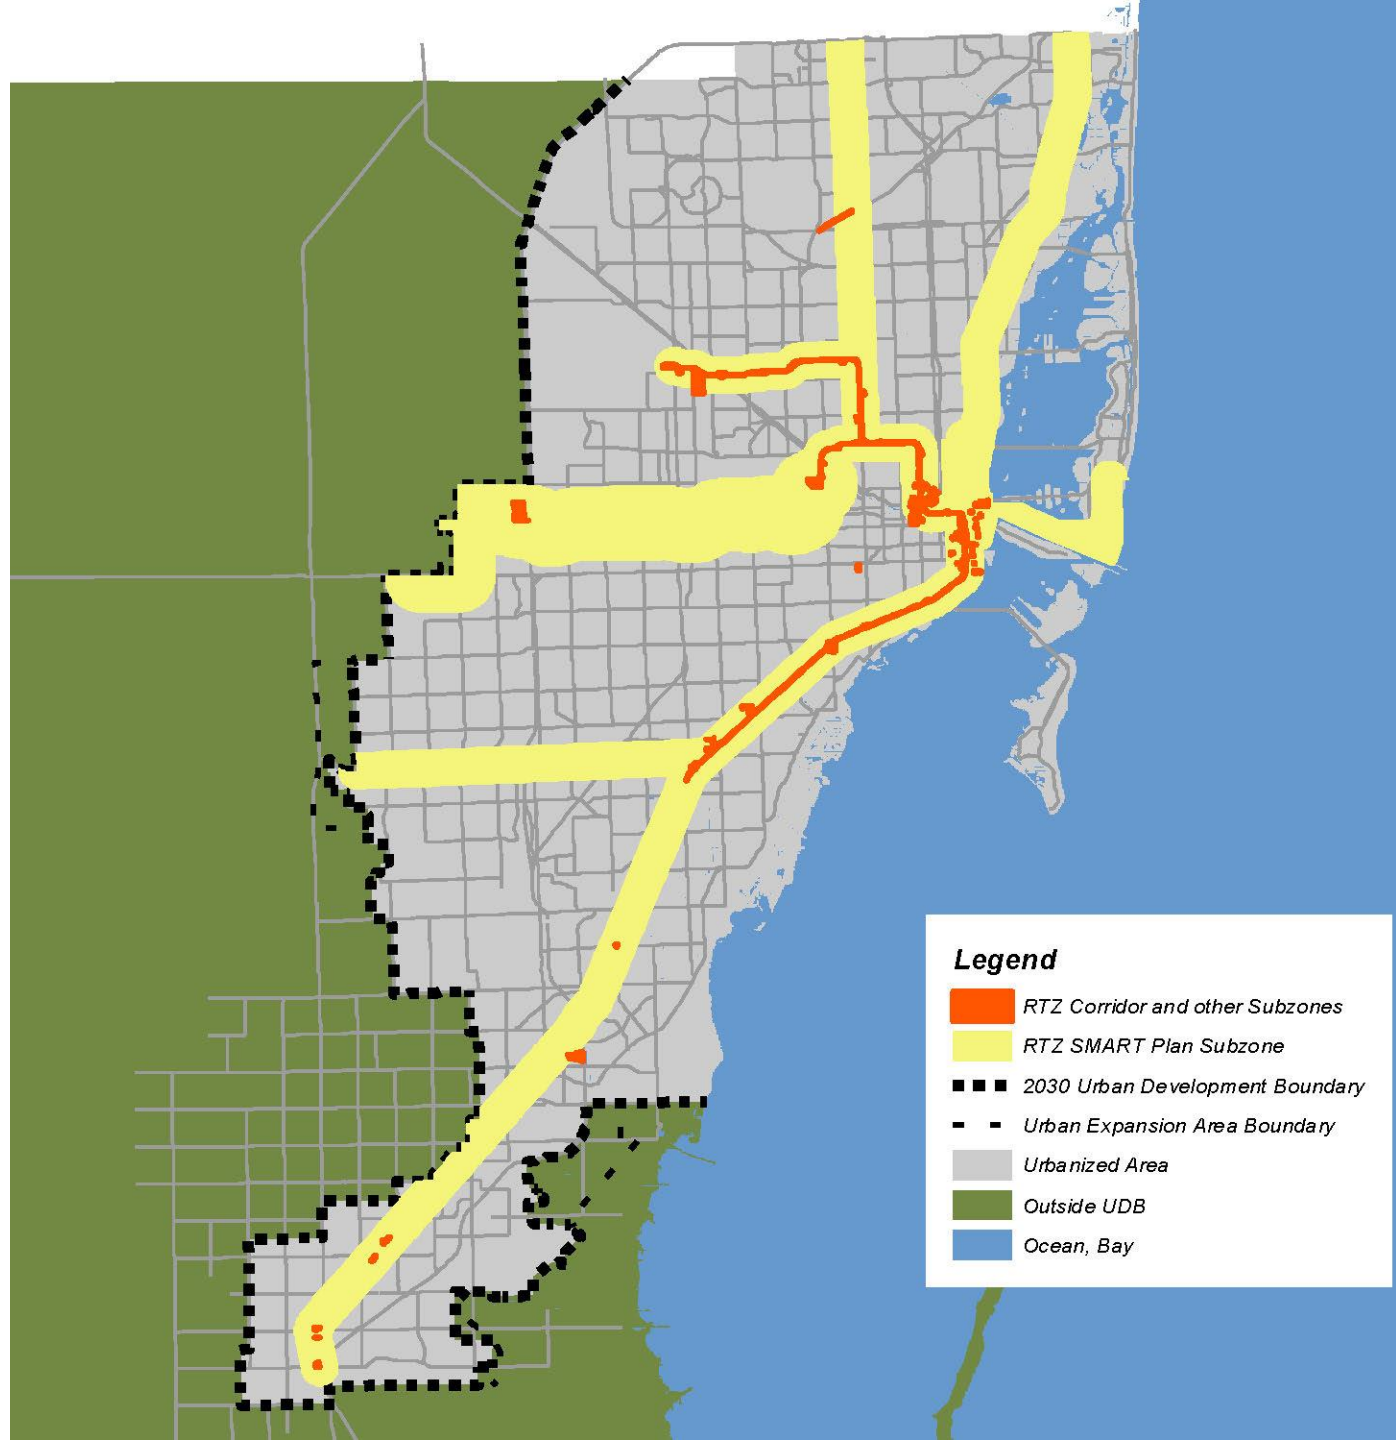 Legend
RTZ Corridor and other Subzones
RTZ SMART Plan Subzone
2030 Urban Development Boundary
Urban Expansion Area Boundary
Urbanized Area
Outside UDB
Ocean, Bay